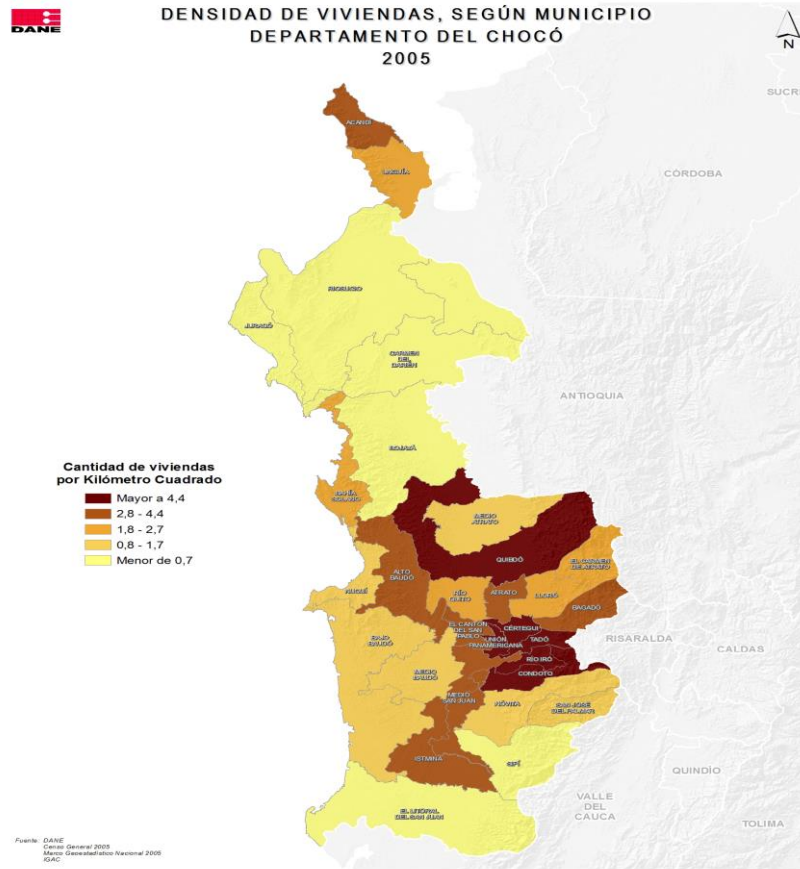 DANE
DENSIDAD DE VIVIENDAS, SEGÚN MUNICIPIO
DEPARTAMENTO DEL CHOCÓ
2005
N
SUCRE
ACANDÍ
UNGUÍA
CÓRDOBA
RIOSUCIO
JURADÓ
CARMEN
DEL
DARIÉN
ANTIOQUIA
BOJAYÁ
Cantidad de viviendas
por Kilómetro Cuadrado
Mayor a 4,4
2,8 - 4,4
1,8 - 2,7
0,8 - 1,7
Menor de 0,7
BAHÍA
SOLANO
MEDIO
ATRATO
QUIBDÓ
EL CARMEN
DE ATRATO
ALTO
BAUDÓ
NUQUÍ
RÍO
QUITO
ATRATO
LLORÓ
BAGADÓ
EL CANTÓN
DEL SAN
PABLO
CÉRTEGUI
UNIÓN
PANAMERICANA
TADÓ
RISARALDA
CALDAS
BAJO
BAUDÓ
RÍO IRÓ
CONDOTO
MEDIO
BAUDÓ
MEDIO
SAN JUAN
NÓVITA
SAN JOSÉ
DEL PALMAR
ISTMINA
SIPÍ
QUINDÍO
VALLE
DEL
CAUCA
EL LITORAL
DEL SAN JUAN
TOLIMA
Fuente: DANE
Censo General 2005
Marco Geoestadístico Nacional 2005
IGAC